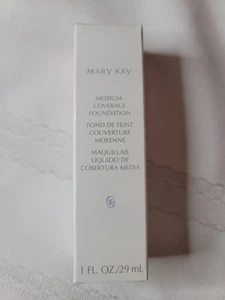 MARY KAY
MEDIUM-
COVERAGE
FOUNDATION
FOND DE TEINT
COUVERTURE
MOYENNE
MAQUILLAJE
LÍQUIDO DE
COBERTURA MEDIA
1 FL. OZ./29 mL